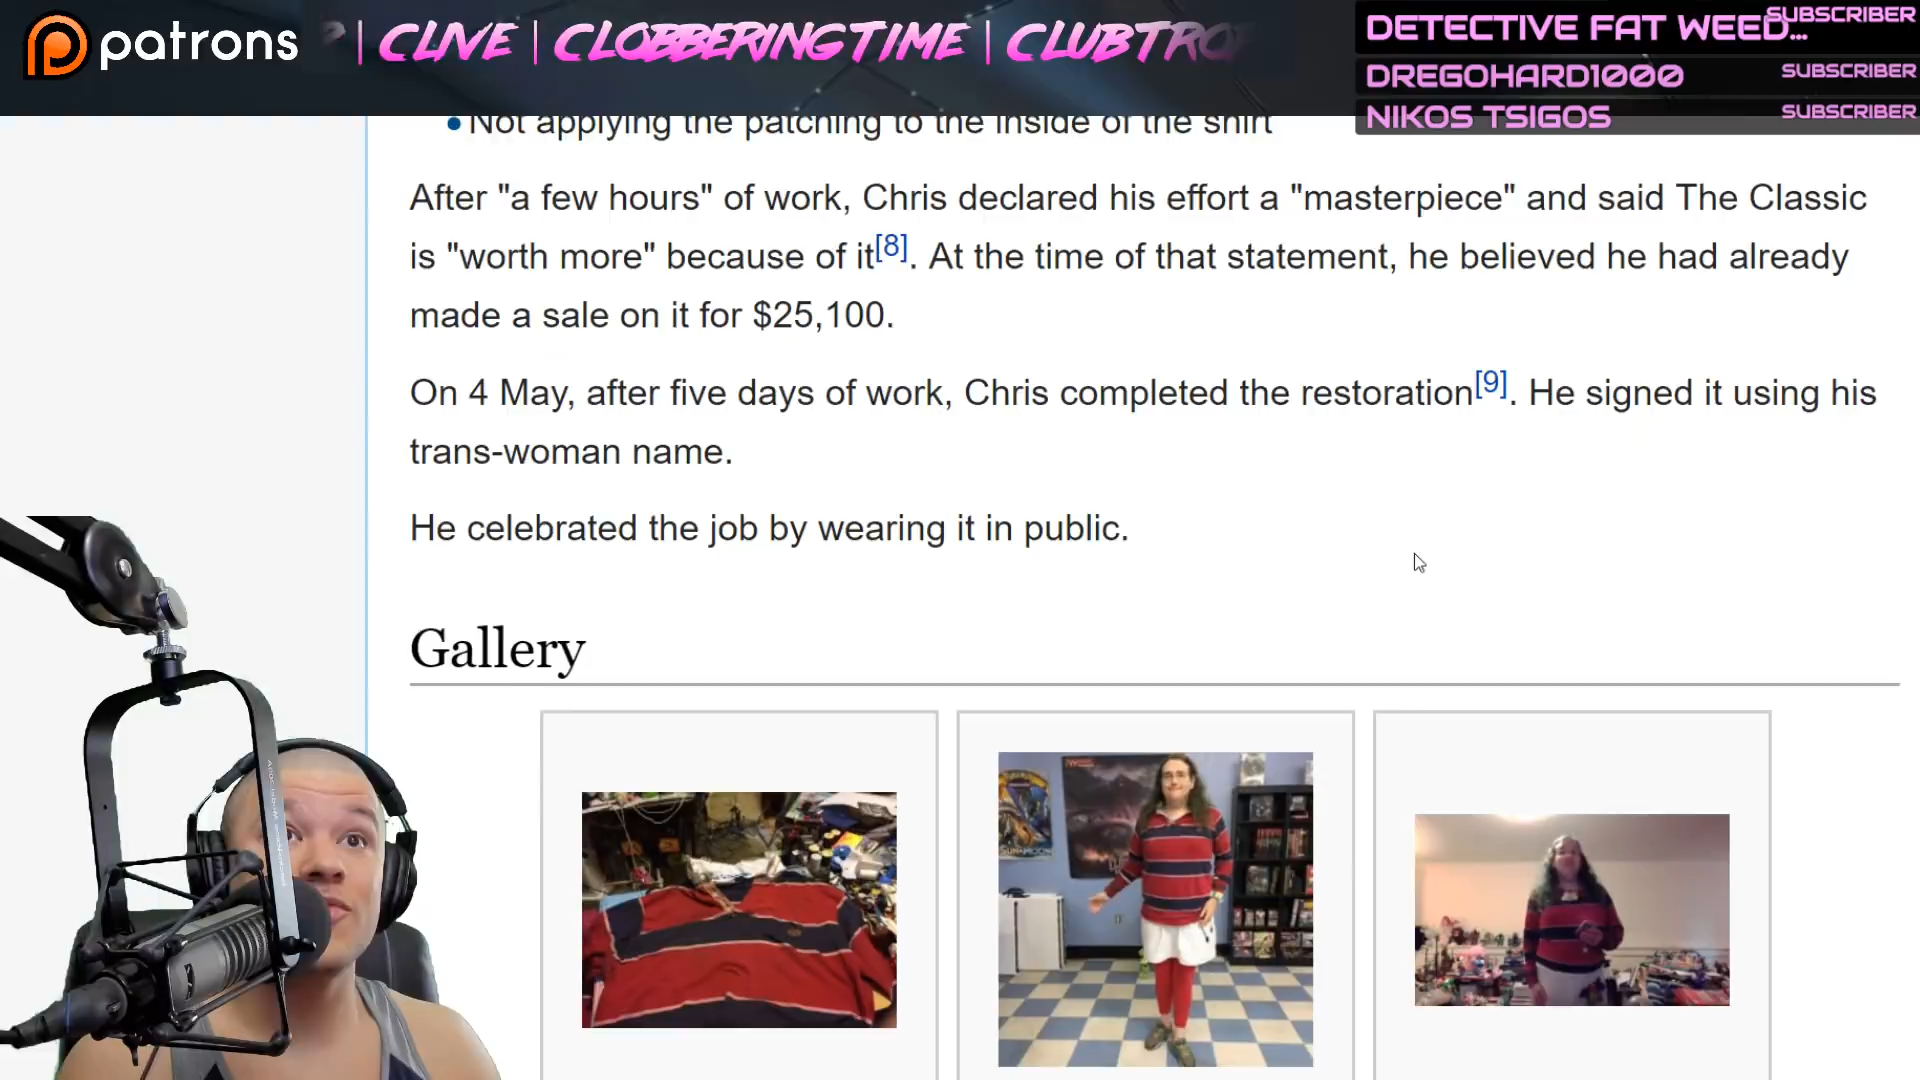 patrons
| CLIVE | CLOBBERINGTIME |
DETECTIVE FAT WEED... SUBSCRIBER
DREGOHARD1000 SUBSCRIBER
NIKOS TSIGOS SUBSCRIBER
• Not applying the patching to the inside of the shirt
After "a few hours" of work, Chris declared his effort a "masterpiece" and said The Classic
is "worth more" because of it[8]. At the time of that statement, he believed he had already
made a sale on it for $25,100.
On 4 May, after five days of work, Chris completed the restoration[9]. He signed it using his
trans-woman name.
He celebrated the job by wearing it in public.
Gallery